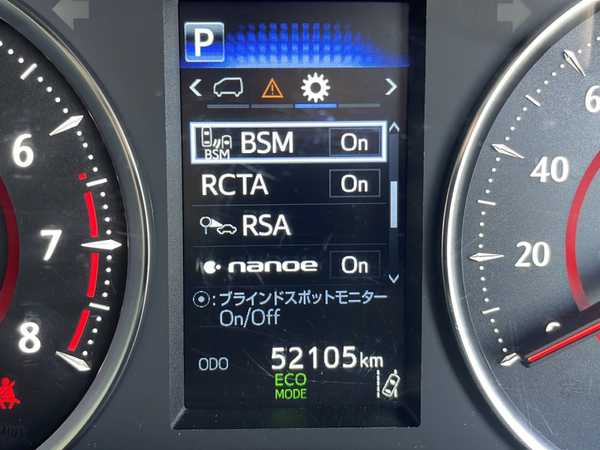 P
BSM BSM On
RCTA On
RSA
nanoe On
:ブラインドスポットモニター
On/Off
ODO 52105km
ECO
MODE
6
7
8
6
40
20